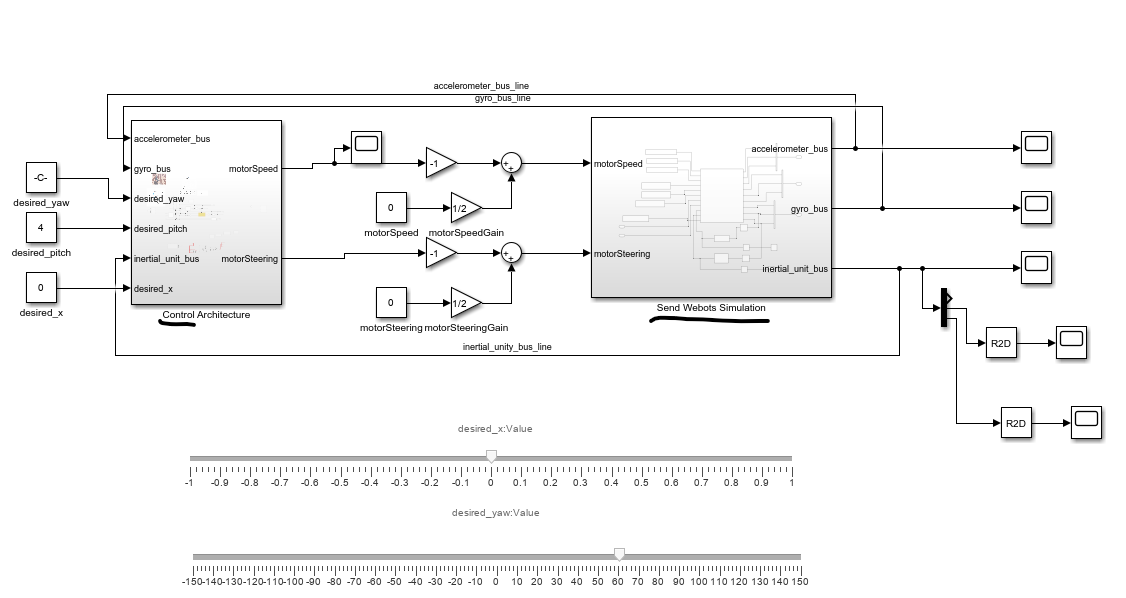 accelerometer_bus_line
gyro_bus_line
accelerometer_bus
gyro_bus
desired_yaw
desired_pitch
inertial_unit_bus
desired_x
motorSpeed
motorSteering
Control Architecture
-C-
desired_yaw
4
desired_pitch
0
desired_x
-1
+
+
0
motorSpeed
1/2
motorSpeedGain
-1
+
+
0
motorSteering
1/2
motorSteeringGain
motorSpeed
motorSteering
accelerometer_bus
gyro_bus
inertial_unit_bus
Send Webots Simulation
R2D
R2D
inertial_unity_bus_line
desired_x:Value
-1 -0.9 -0.8 -0.7 -0.6 -0.5 -0.4 -0.3 -0.2 -0.1 0 0.1 0.2 0.3 0.4 0.5 0.6 0.7 0.8 0.9 1
desired_yaw:Value
-150 -140 -130 -120 -110 -100 -90 -80 -70 -60 -50 -40 -30 -20 -10 0 10 20 30 40 50 60 70 80 90 100 110 120 130 140 150